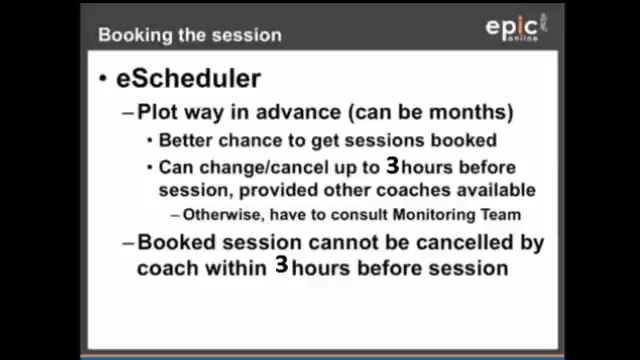 Booking the session
epic
online
• eScheduler
–Plot way in advance (can be months)
• Better chance to get sessions booked
• Can change/cancel up to 3 hours before
session, provided other coaches available
– Otherwise, have to consult Monitoring Team
–Booked session cannot be cancelled by
coach within 3 hours before session